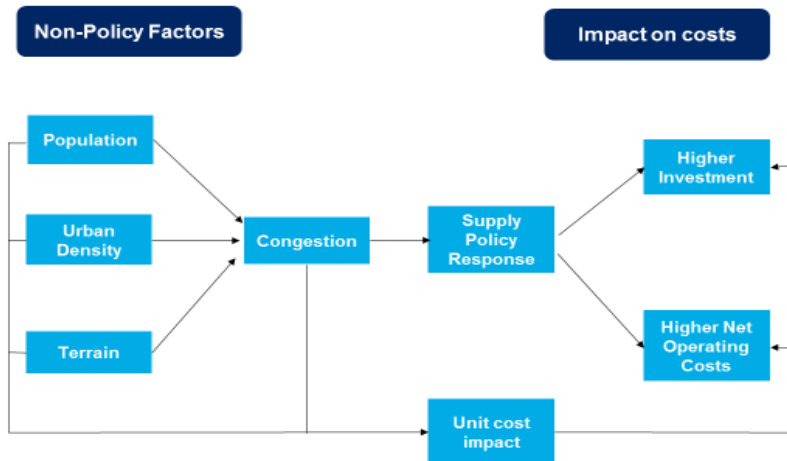 Non-Policy Factors
Impact on costs
Population
Higher
Investment
Urban
Density
Congestion
Supply
Policy
Response
Terrain
Higher Net
Operating
Costs
Unit cost
impact